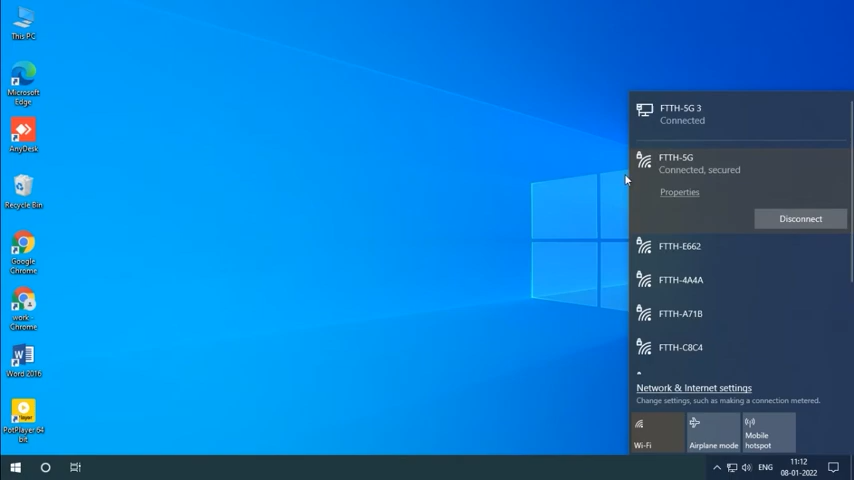 This PC
Microsoft
Edge
AnyDesk
Recycle Bin
Google
Chrome
work -
Chrome
Word 2016
PotPlayer 64
bit
FTTH-5G 3
Connected
FTTH-5G
Connected, secured
Properties
Disconnect
FTTH-E662
FTTH-4A4A
FTTH-A71B
FTTH-C8C4
Network & Internet settings
Change settings, such as making a connection metered.
Wi-Fi
Airplane mode
Mobile
hotspot
ENG
11:12
08-01-2022